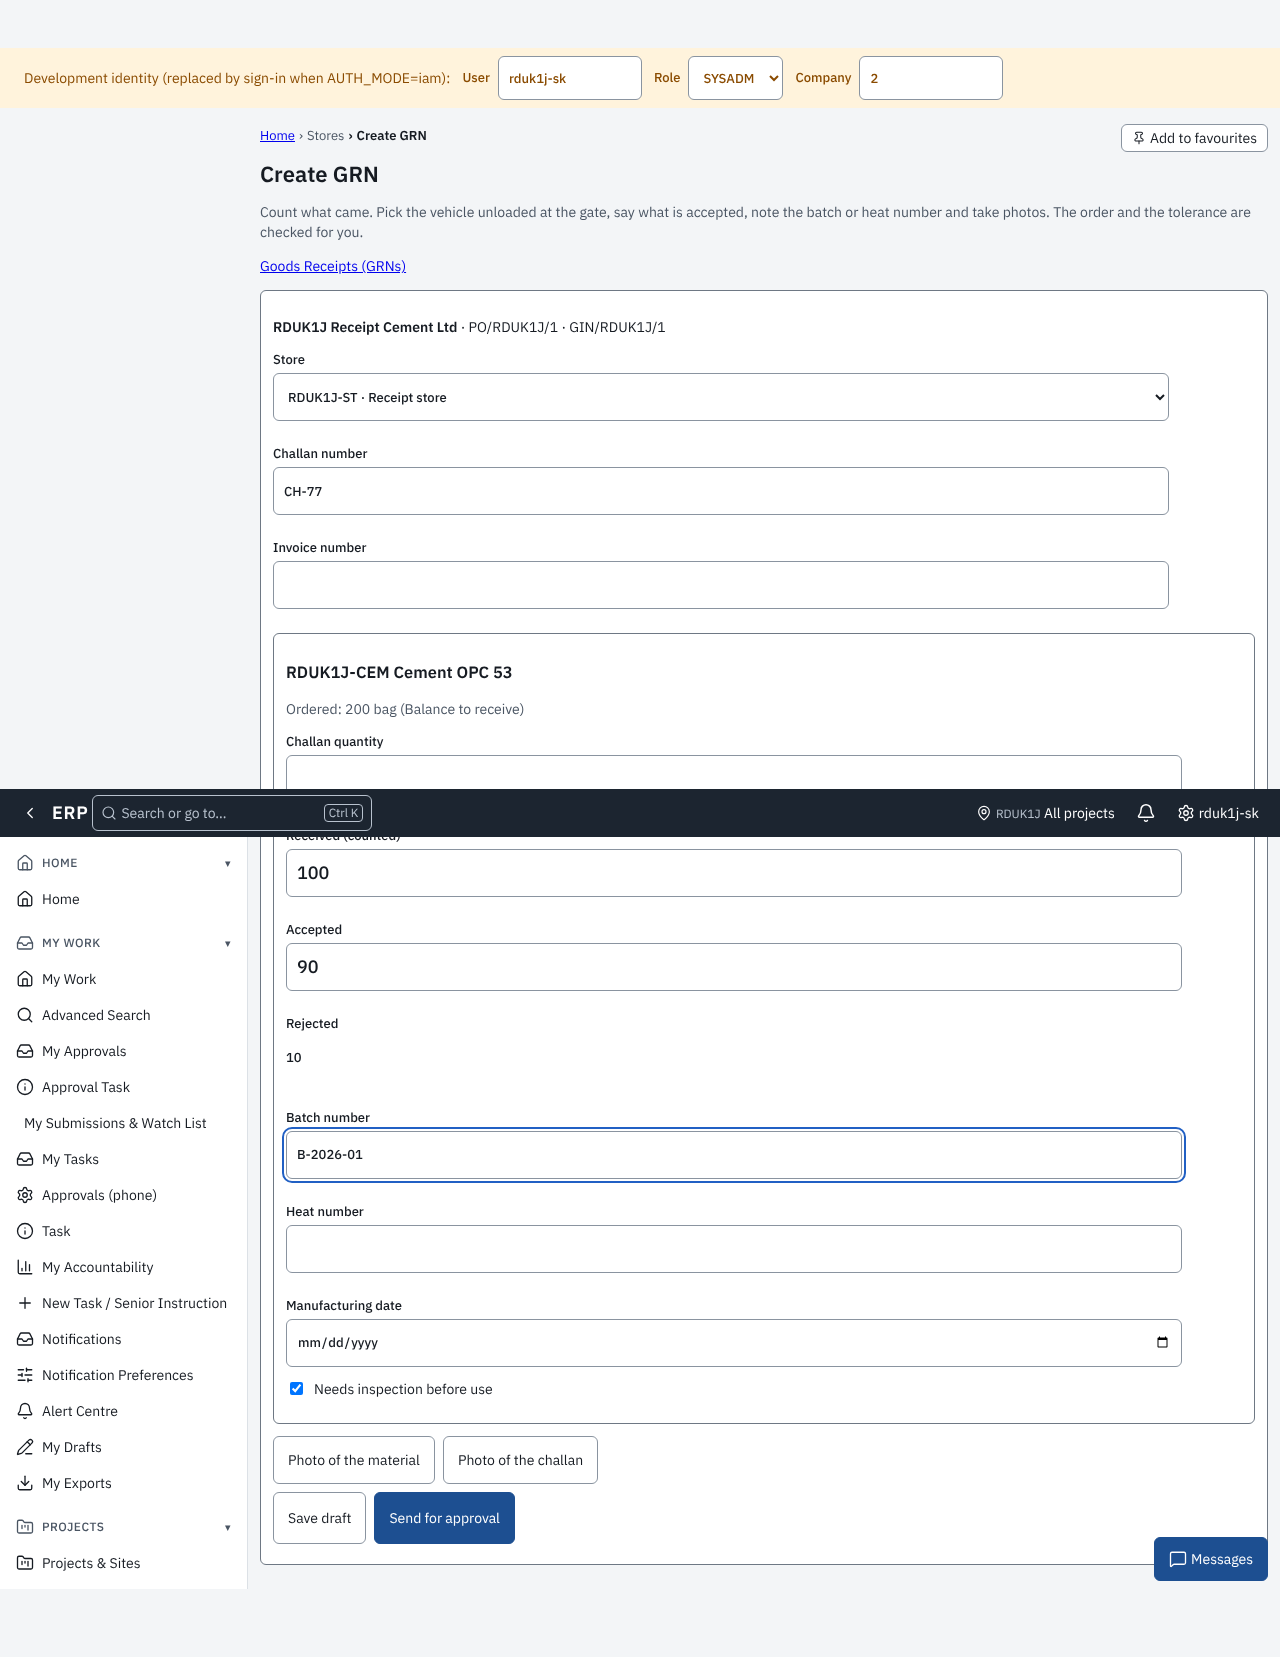 Development identity (replaced by sign-in when AUTH_MODE=iam): User rduk1j-sk Role SYSADM Company 2
Home › Stores › Create GRN
Add to favourites
Create GRN
Count what came. Pick the vehicle unloaded at the gate, say what is accepted, note the batch or heat number and take photos. The order and the tolerance are
checked for you.
Goods Receipts (GRNs)
RDUK1J Receipt Cement Ltd · PO/RDUK1J/1 · GIN/RDUK1J/1
Store
RDUK1J-ST · Receipt store
Challan number
CH-77
Invoice number
RDUK1J-CEM Cement OPC 53
Ordered: 200 bag (Balance to receive)
Challan quantity
ERP
Search or go to...
Ctrl K
RDUK1J All projects
rduk1j-sk
Received (counted)
100
Accepted
90
Rejected
10
Batch number
B-2026-01
Heat number
Manufacturing date
mm/dd/yyyy
Needs inspection before use
Photo of the material
Photo of the challan
Save draft
Send for approval
Messages
HOME
Home
MY WORK
My Work
Advanced Search
My Approvals
Approval Task
My Submissions & Watch List
My Tasks
Approvals (phone)
Task
My Accountability
New Task / Senior Instruction
Notifications
Notification Preferences
Alert Centre
My Drafts
My Exports
PROJECTS
Projects & Sites